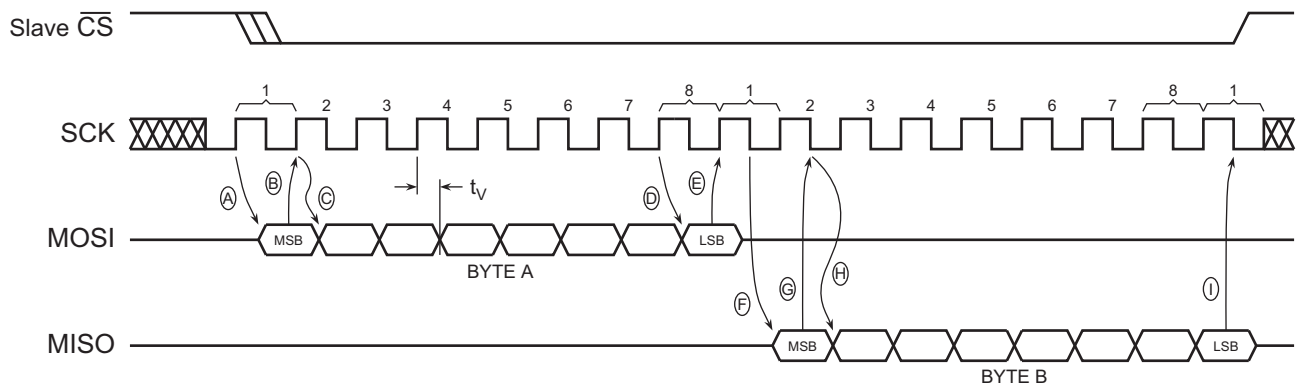 Slave CS
1 2 3 4 5 6 7 8 1 2 3 4 5 6 7 8 1
SCK
A B C tV D E
MOSI MSB LSB
BYTE A
F G H I
MISO MSB LSB
BYTE B